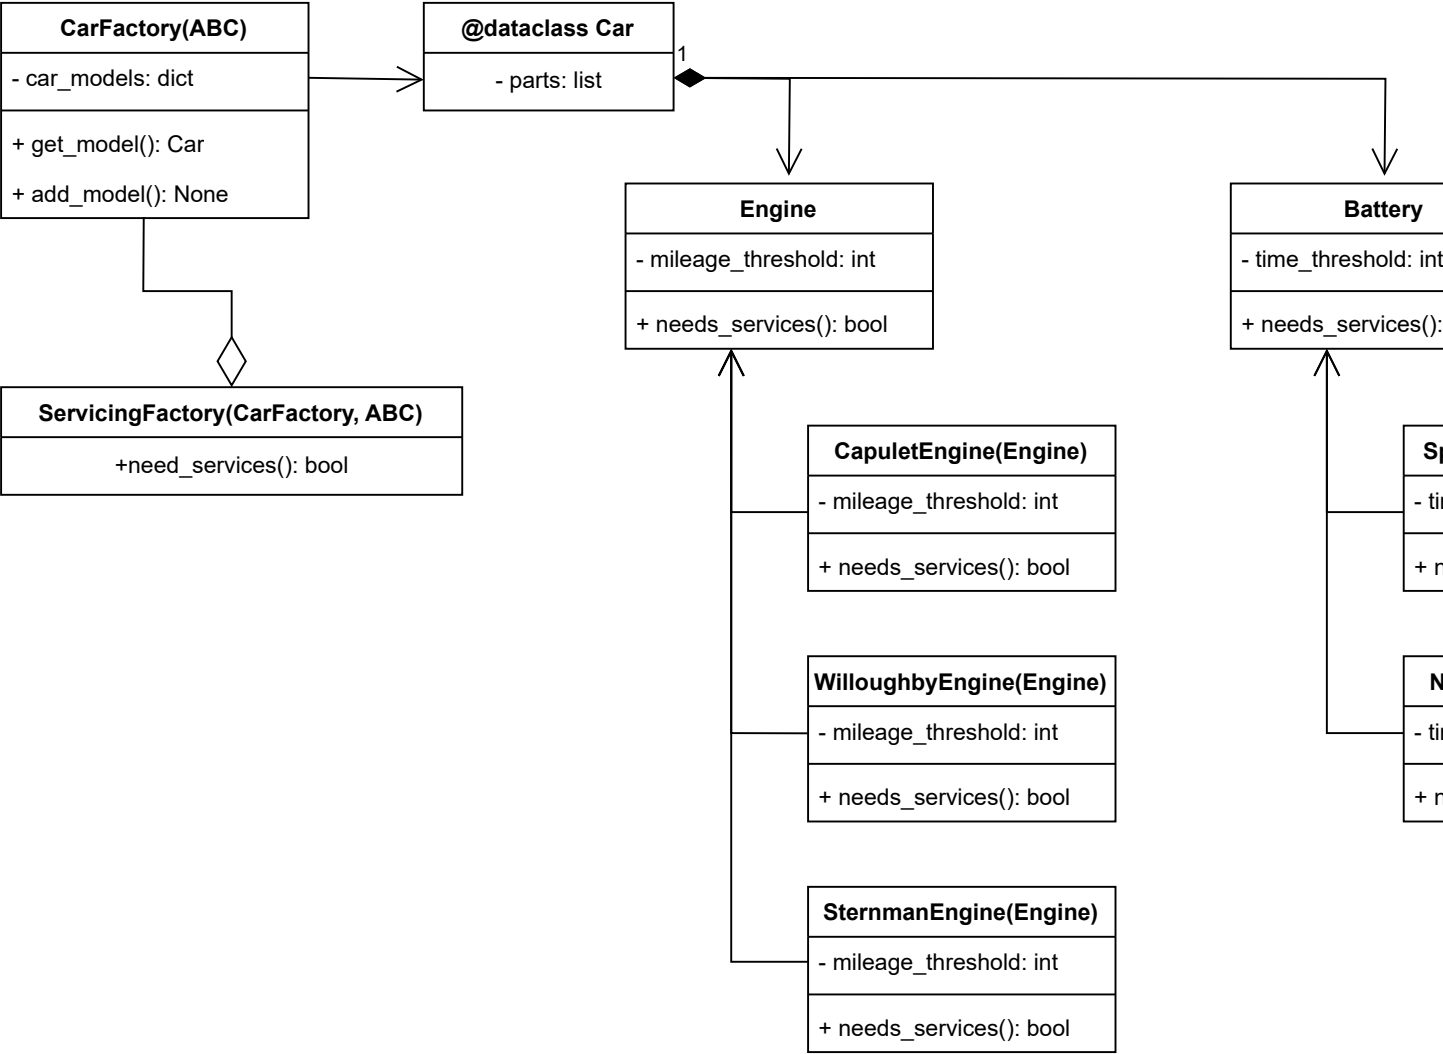 CarFactory(ABC)
- car_models: dict
+ get_model(): Car
+ add_model(): None
@dataclass Car
- parts: list
1
Engine
- mileage_threshold: int
+ needs_services(): bool
Battery
- time_threshold: int
+ needs_services():
ServicingFactory(CarFactory, ABC)
+need_services(): bool
CapuletEngine(Engine)
- mileage_threshold: int
+ needs_services(): bool
WilloughbyEngine(Engine)
- mileage_threshold: int
+ needs_services(): bool
SternmanEngine(Engine)
- mileage_threshold: int
+ needs_services(): bool